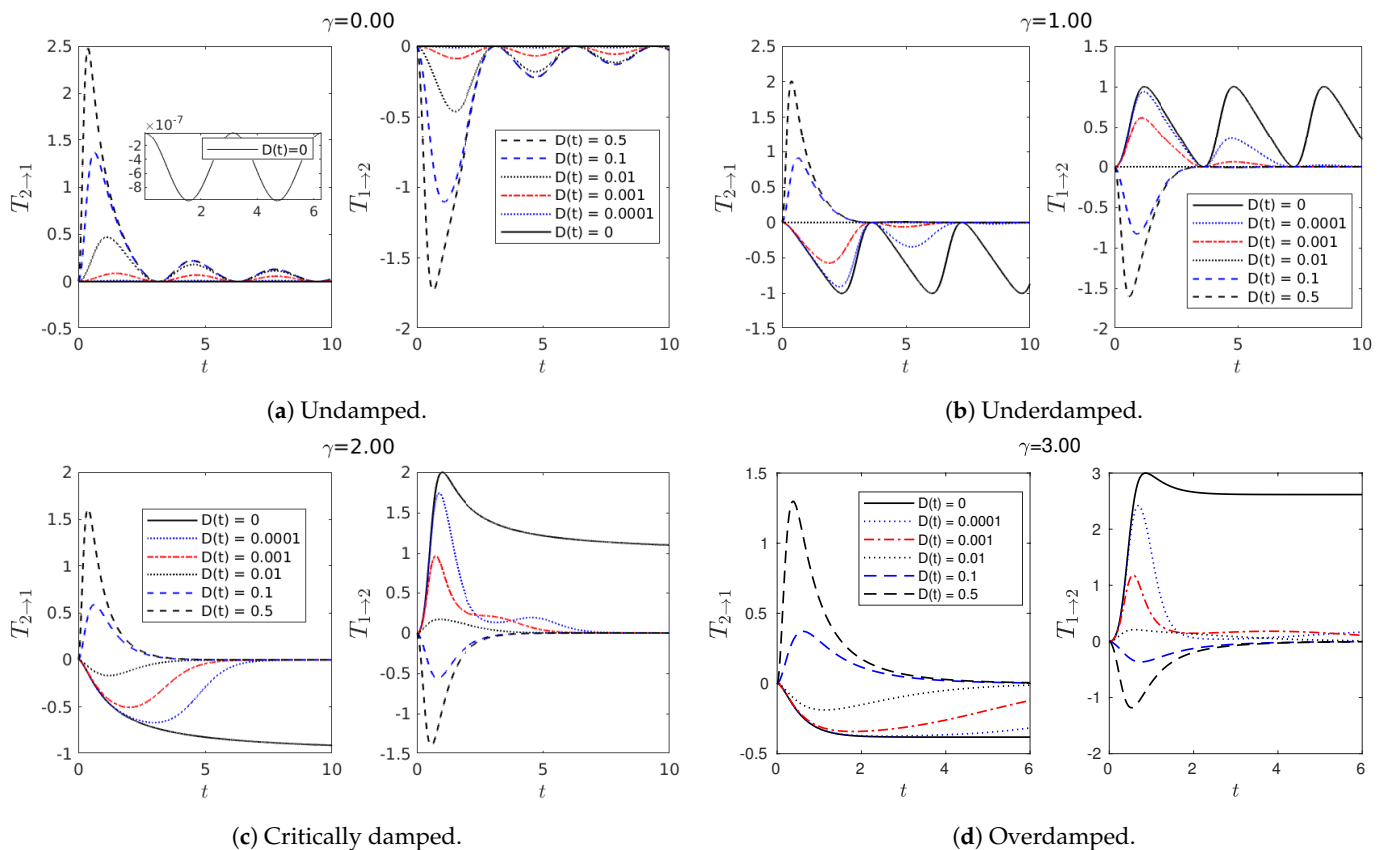 γ=0.00
γ=1.00
2.5
2
1.5
1
0.5
0
-0.5
0
5
10
T2→1
t
×10-7
-2
-4
-6
-8
2
4
6
D(t)=0
0
-0.5
-1
-1.5
-2
0
5
10
T1→2
t
D(t) = 0.5
D(t) = 0.1
D(t) = 0.01
D(t) = 0.001
D(t) = 0.0001
D(t) = 0
2.5
2
1.5
1
0.5
0
-0.5
-1
-1.5
0
5
10
T2→1
t
1.5
1
0.5
0
-0.5
-1
-1.5
-2
0
5
10
T1→2
t
D(t) = 0
D(t) = 0.0001
D(t) = 0.001
D(t) = 0.01
D(t) = 0.1
D(t) = 0.5
(a) Undamped.
(b) Underdamped.
γ=2.00
γ=3.00
2
1.5
1
0.5
0
-0.5
-1
0
5
10
T2→1
t
D(t) = 0
D(t) = 0.0001
D(t) = 0.001
D(t) = 0.01
D(t) = 0.1
D(t) = 0.5
2
1.5
1
0.5
0
-0.5
-1
-1.5
0
5
10
T1→2
t
1.5
1
0.5
0
-0.5
0
2
4
6
T2→1
t
D(t) = 0
D(t) = 0.0001
D(t) = 0.001
D(t) = 0.01
D(t) = 0.1
D(t) = 0.5
3
2
1
0
-1
-2
0
2
4
6
T1→2
t
(c) Critically damped.
(d) Overdamped.